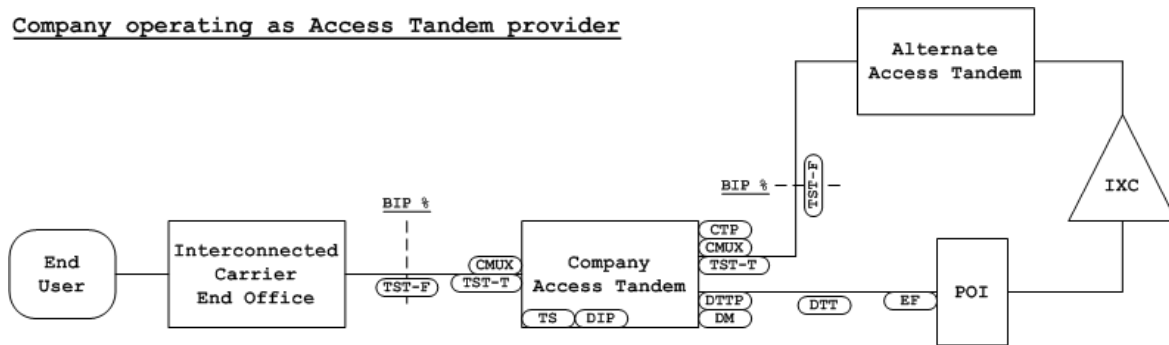 Company operating as Access Tandem provider
Alternate
Access Tandem
TST-F
BIP %
IXC
BIP %
End
User
Interconnected
Carrier
End Office
TST-F
CMUX
TST-T
Company
Access Tandem
TS
DIP
CTP
CMUX
TST-T
DTTP
DM
DTT
EF
POI